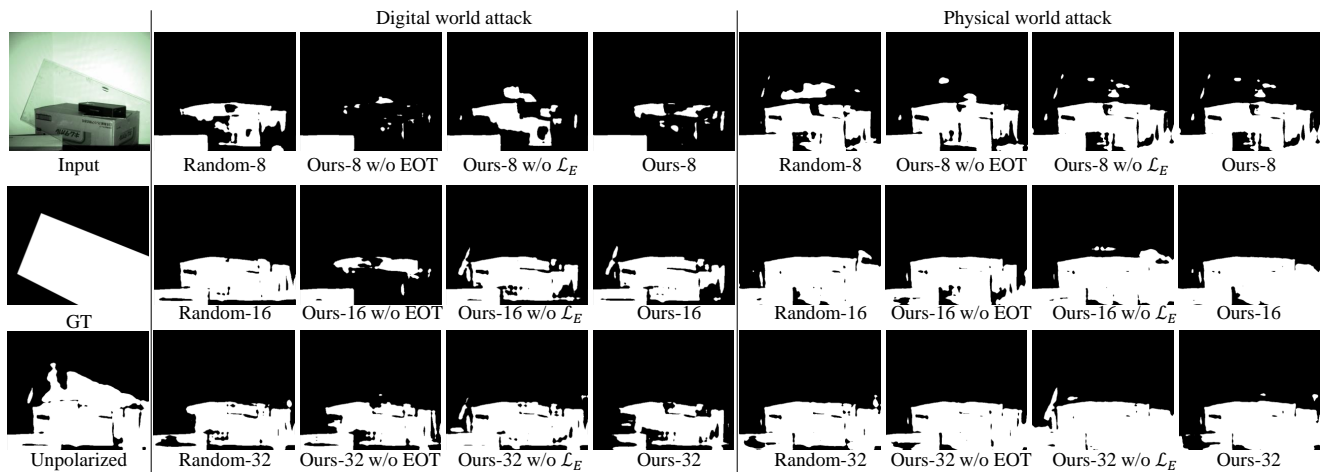 Digital world attack Physical world attack
Input Random-8 Ours-8 w/o EOT Ours-8 w/o ℒ_E Ours-8 Random-8 Ours-8 w/o EOT Ours-8 w/o ℒ_E Ours-8
GT Random-16 Ours-16 w/o EOT Ours-16 w/o ℒ_E Ours-16 Random-16 Ours-16 w/o EOT Ours-16 w/o ℒ_E Ours-16
Unpolarized Random-32 Ours-32 w/o EOT Ours-32 w/o ℒ_E Ours-32 Random-32 Ours-32 w/o EOT Ours-32 w/o ℒ_E Ours-32